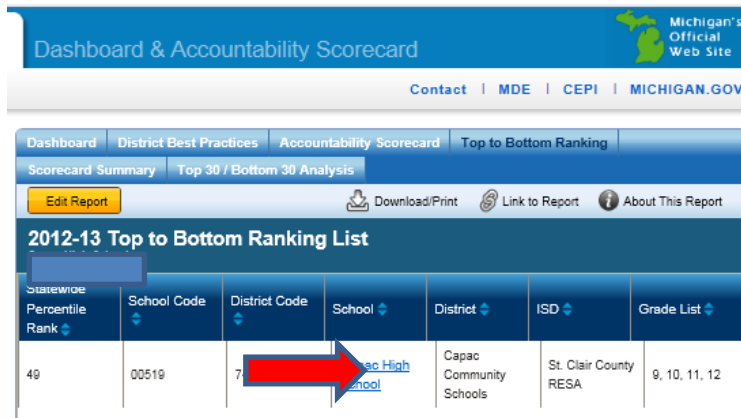 Michigan's
Official
Web Site
Dashboard & Accountability Scorecard
Contact | MDE | CEPI | MICHIGAN.GOV
Dashboard District Best Practices Accountability Scorecard Top to Bottom Ranking
Scorecard Summary Top 30 / Bottom 30 Analysis
Edit Report Download/Print Link to Report About This Report
2012-13 Top to Bottom Ranking List
Statewide
Percentile
Rank
School Code
District Code
School
District
ISD
Grade List
49
00519
High
Capac
Community
Schools
St. Clair County
RESA
9, 10, 11, 12